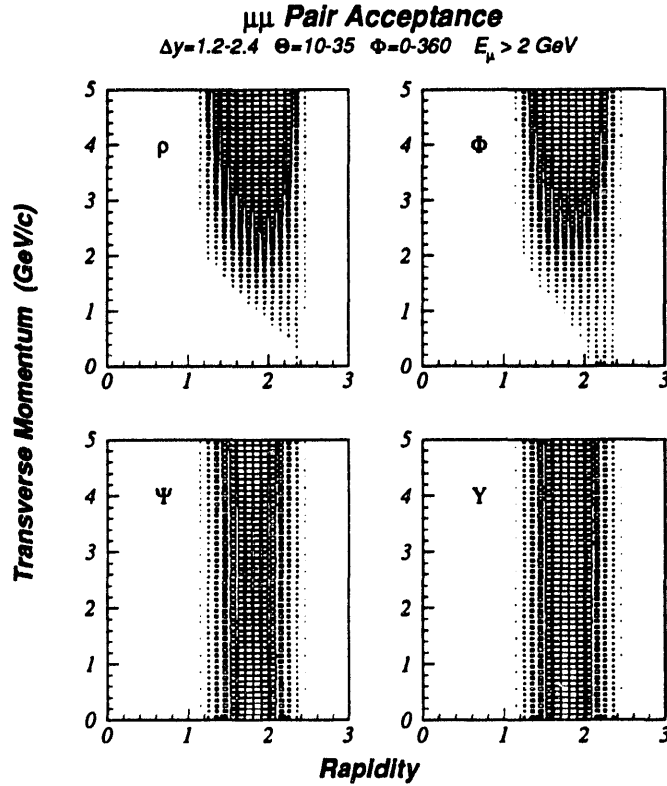 μμ Pair Acceptance
Δy=1.2-2.4 Θ=10-35 Φ=0-360 E_μ > 2 GeV
Transverse Momentum (GeV/c)
5
4
3
2
1
0
ρ
0 1 2 3
5
4
3
2
1
0
Φ
0 1 2 3
5
4
3
2
1
0
Ψ
0 1 2 3
5
4
3
2
1
0
Υ
0 1 2 3
Rapidity